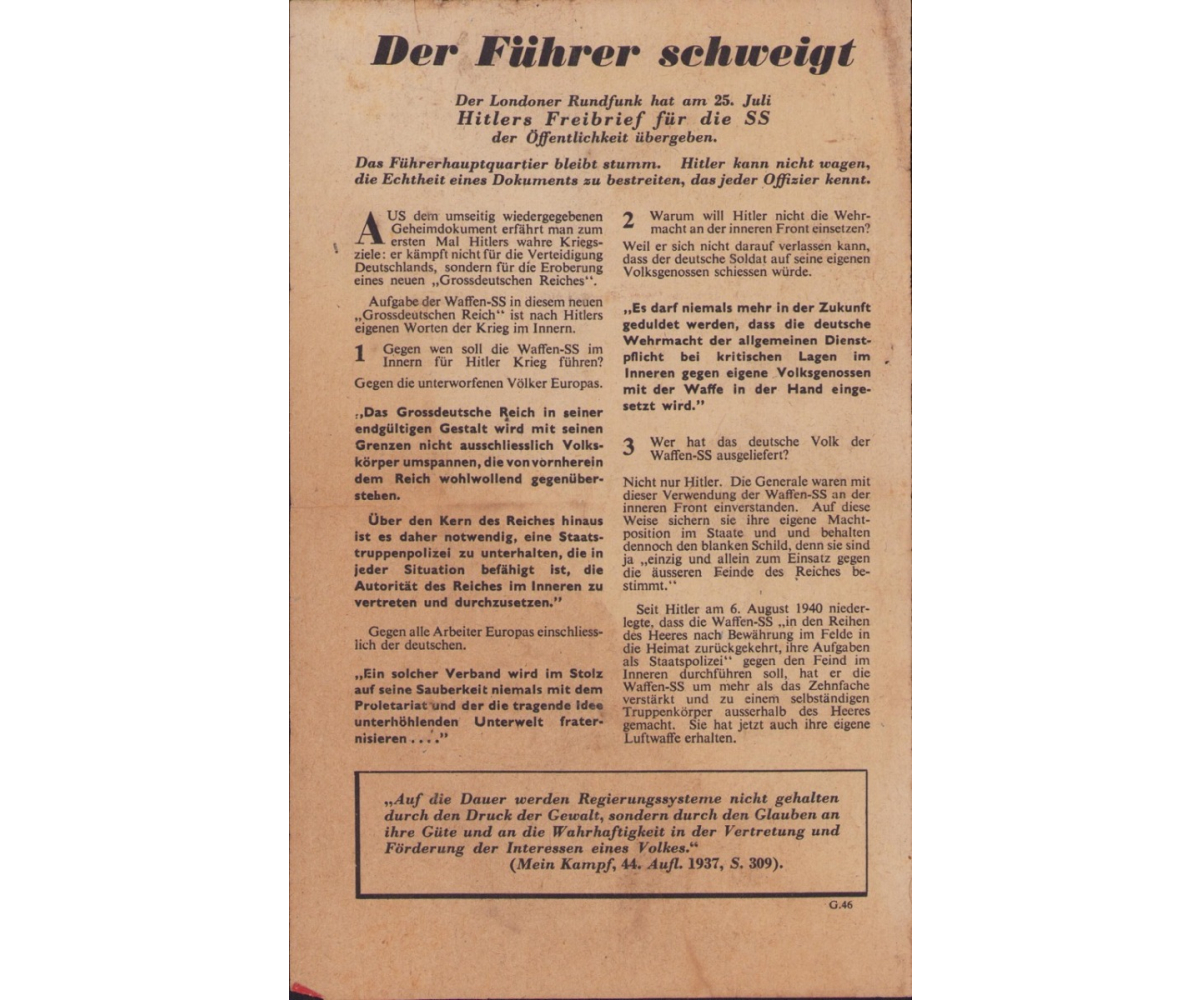 Der Führer schweigt
Der Londoner Rundfunk hat am 25. Juli
Hitlers Freibrief für die SS
der Öffentlichkeit übergeben.
Das Führerhauptquartier bleibt stumm. Hitler kann nicht wagen,
die Echtheit eines Dokuments zu bestreiten, das jeder Offizier kennt.
AUS dem umseitig wiedergegebenen
Geheimdokument erfährt man zum
ersten Mal Hitlers wahre Kriegs-
ziele: er kämpft nicht für die Verteidigung
Deutschlands, sondern für die Eroberung
eines neuen „Grossdeutschen Reiches“.
Aufgabe der Waffen-SS in diesem neuen
„Grossdeutschen Reich“ ist nach Hitlers
eigenen Worten der Krieg im Innern.
1 Gegen wen soll die Waffen-SS im
Innern für Hitler Krieg führen?
Gegen die unterworfenen Völker Europas.
„Das Grossdeutsche Reich in seiner
endgültigen Gestalt wird mit seinen
Grenzen nicht ausschliesslich Volks-
körper umspannen, die von vornherein
dem Reich wohlwollend gegenüber-
stehen.
Über den Kern des Reiches hinaus
ist es daher notwendig, eine Staats-
truppenpolizei zu unterhalten, die in
jeder Situation befähigt ist, die
Autorität des Reiches im Inneren zu
vertreten und durchzusetzen.”
Gegen alle Arbeiter Europas einschliess-
lich der deutschen.
„Ein solcher Verband wird im Stolz
auf seine Sauberkeit niemals mit dem
Proletariat und der die tragende Idee
unterhöhlenden Unterwelt frater-
nisieren . . . .”
2 Warum will Hitler nicht die Wehr-
macht an der inneren Front einsetzen?
Weil er sich nicht darauf verlassen kann,
dass der deutsche Soldat auf seine eigenen
Volksgenossen schiessen würde.
„Es darf niemals mehr in der Zukunft
geduldet werden, dass die deutsche
Wehrmacht der allgemeinen Dienst-
pflicht bei kritischen Lagen im
Inneren gegen eigene Volksgenossen
mit der Waffe in der Hand einge-
setzt wird.”
3 Wer hat das deutsche Volk der
Waffen-SS ausgeliefert?
Nicht nur Hitler. Die Generale waren mit
dieser Verwendung der Waffen-SS an der
inneren Front einverstanden. Auf diese
Weise sichern sie ihre eigene Macht-
position im Staate und und behalten
dennoch den blanken Schild, denn sie sind
ja „einzig und allein zum Einsatz gegen
die äusseren Feinde des Reiches be-
stimmt.“
Seit Hitler am 6. August 1940 nieder-
legte, dass die Waffen-SS „in den Reihen
des Heeres nach Bewährung im Felde in
die Heimat zurückgekehrt, ihre Aufgaben
als Staatspolizei“ gegen den Feind im
Inneren durchführen soll, hat er die
Waffen-SS um mehr als das Zehnfache
verstärkt und zu einem selbständigen
Truppenkörper ausserhalb des Heeres
gemacht. Sie hat jetzt auch ihre eigene
Luftwaffe erhalten.
„Auf die Dauer werden Regierungssysteme nicht gehalten
durch den Druck der Gewalt, sondern durch den Glauben an
ihre Güte und an die Wahrhaftigkeit in der Vertretung und
Förderung der Interessen eines Volkes.“
(Mein Kampf, 44. Aufl. 1937, S. 309).
G.46